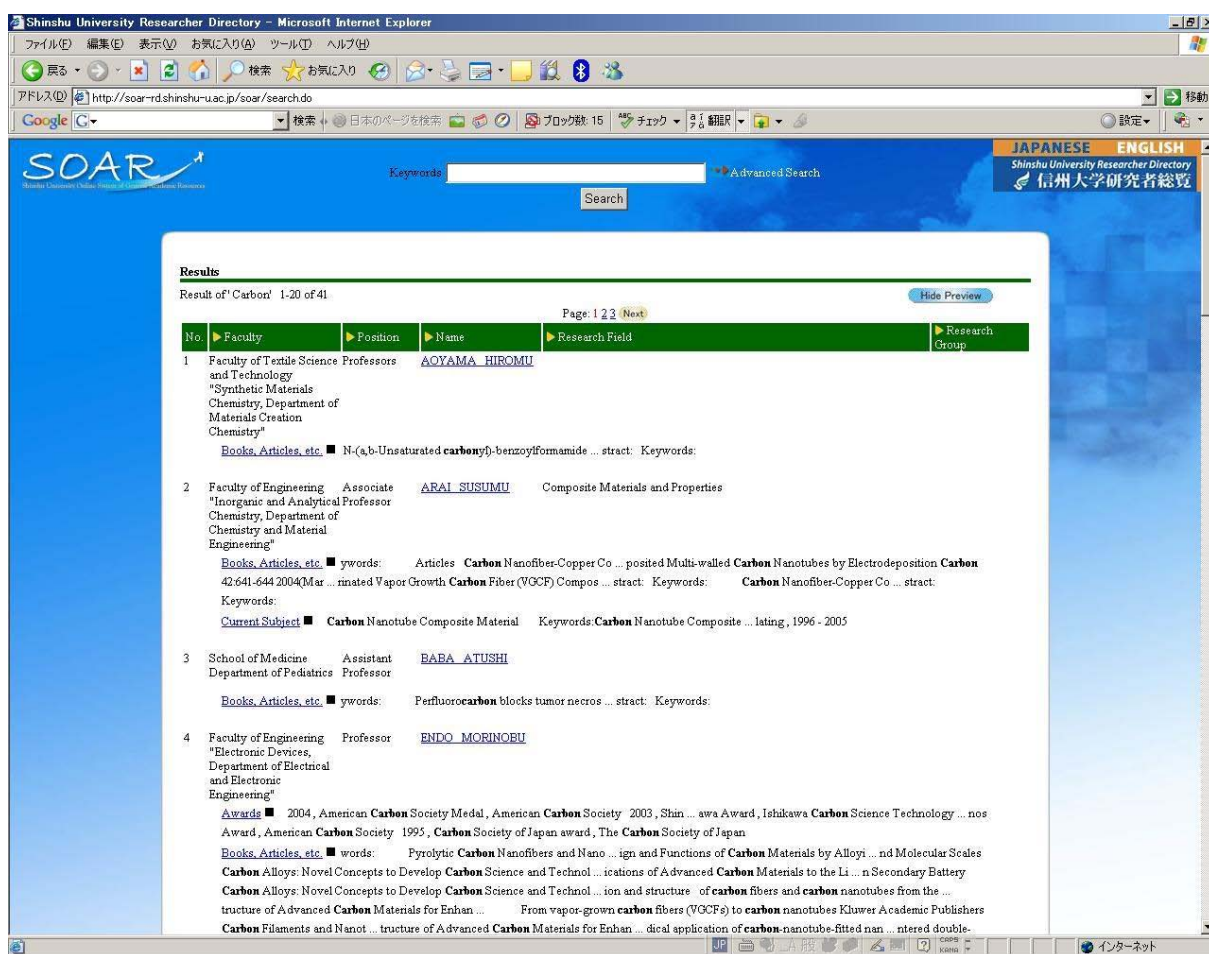 Shinshu University Researcher Directory - Microsoft Internet Explorer
ファイル(F) 編集(E) 表示(V) お気に入り(A) ツール(T) ヘルプ(H)
戻る 検索 お気に入り
アドレス(D) http://soar-rd.shinshu-u.ac.jp/soar/search.do 移動
Google G 検索 日本のページを検索 ブロック数: 15 チェック 翻訳 設定
JAPANESE ENGLISH
SOAR Keywords Advanced Search Shinshu University Researcher Directory
信州大学研究者総覧
Search
Results
Result of' Carbon' 1-20 of 41 Hide Preview
Page: 1 2 3 Next
No. Faculty Position Name Research Field Research
Group
1 Faculty of Textile Science Professors AOYAMA HIROMU
and Technology
"Synthetic Materials
Chemistry, Department of
Materials Creation
Chemistry"
Books, Articles, etc. ■ N-(a,b-Unsaturated carbonyl)-benzoylformamide ... stract: Keywords:
2 Faculty of Engineering Associate ARAI SUSUMU Composite Materials and Properties
"Inorganic and Analytical Professor
Chemistry, Department of
Chemistry and Material
Engineering"
Books, Articles, etc. ■ ywords: Articles Carbon Nanofiber-Copper Co ... posited Multi-walled Carbon Nanotubes by Electrodeposition Carbon
42:641-644 2004(Mar ... rinated Vapor Growth Carbon Fiber (VGCF) Compos ... stract: Keywords: Carbon Nanofiber-Copper Co ... stract:
Keywords:
Current Subject ■ Carbon Nanotube Composite Material Keywords:Carbon Nanotube Composite ... lating , 1996 - 2005
3 School of Medicine Assistant BABA ATUSHI
Department of Pediatrics Professor
Books, Articles, etc. ■ ywords: Perfluorocarbon blocks tumor necros ... stract: Keywords:
4 Faculty of Engineering Professor ENDO MORINOBU
"Electronic Devices,
Department of Electrical
and Electronic
Engineering"
Awards ■ 2004 , American Carbon Society Medal , American Carbon Society 2003 , Shin ... awa Award , Ishikawa Carbon Science Technology ... nos
Award , American Carbon Society 1995 , Carbon Society of Japan award , The Carbon Society of Japan
Books, Articles, etc. ■ words: Pyrolytic Carbon Nanofibers and Nano ... ign and Functions of Carbon Materials by Alloyi ... nd Molecular Scales
Carbon Alloys: Novel Concepts to Develop Carbon Science and Technol ... ications of Advanced Carbon Materials to the Li ... n Secondary Battery
Carbon Alloys: Novel Concepts to Develop Carbon Science and Technol ... ion and structure of carbon fibers and carbon nanotubes from the ...
tructure of Advanced Carbon Materials for Enhan ... From vapor-grown carbon fibers (VGCFs) to carbon nanotubes Kluwer Academic Publishers
Carbon Filaments and Nanot ... tructure of Advanced Carbon Materials for Enhan ... dical application of carbon-nanotube-fitted nan ... ntered double-
JP A 般 CAPS KANA インターネット